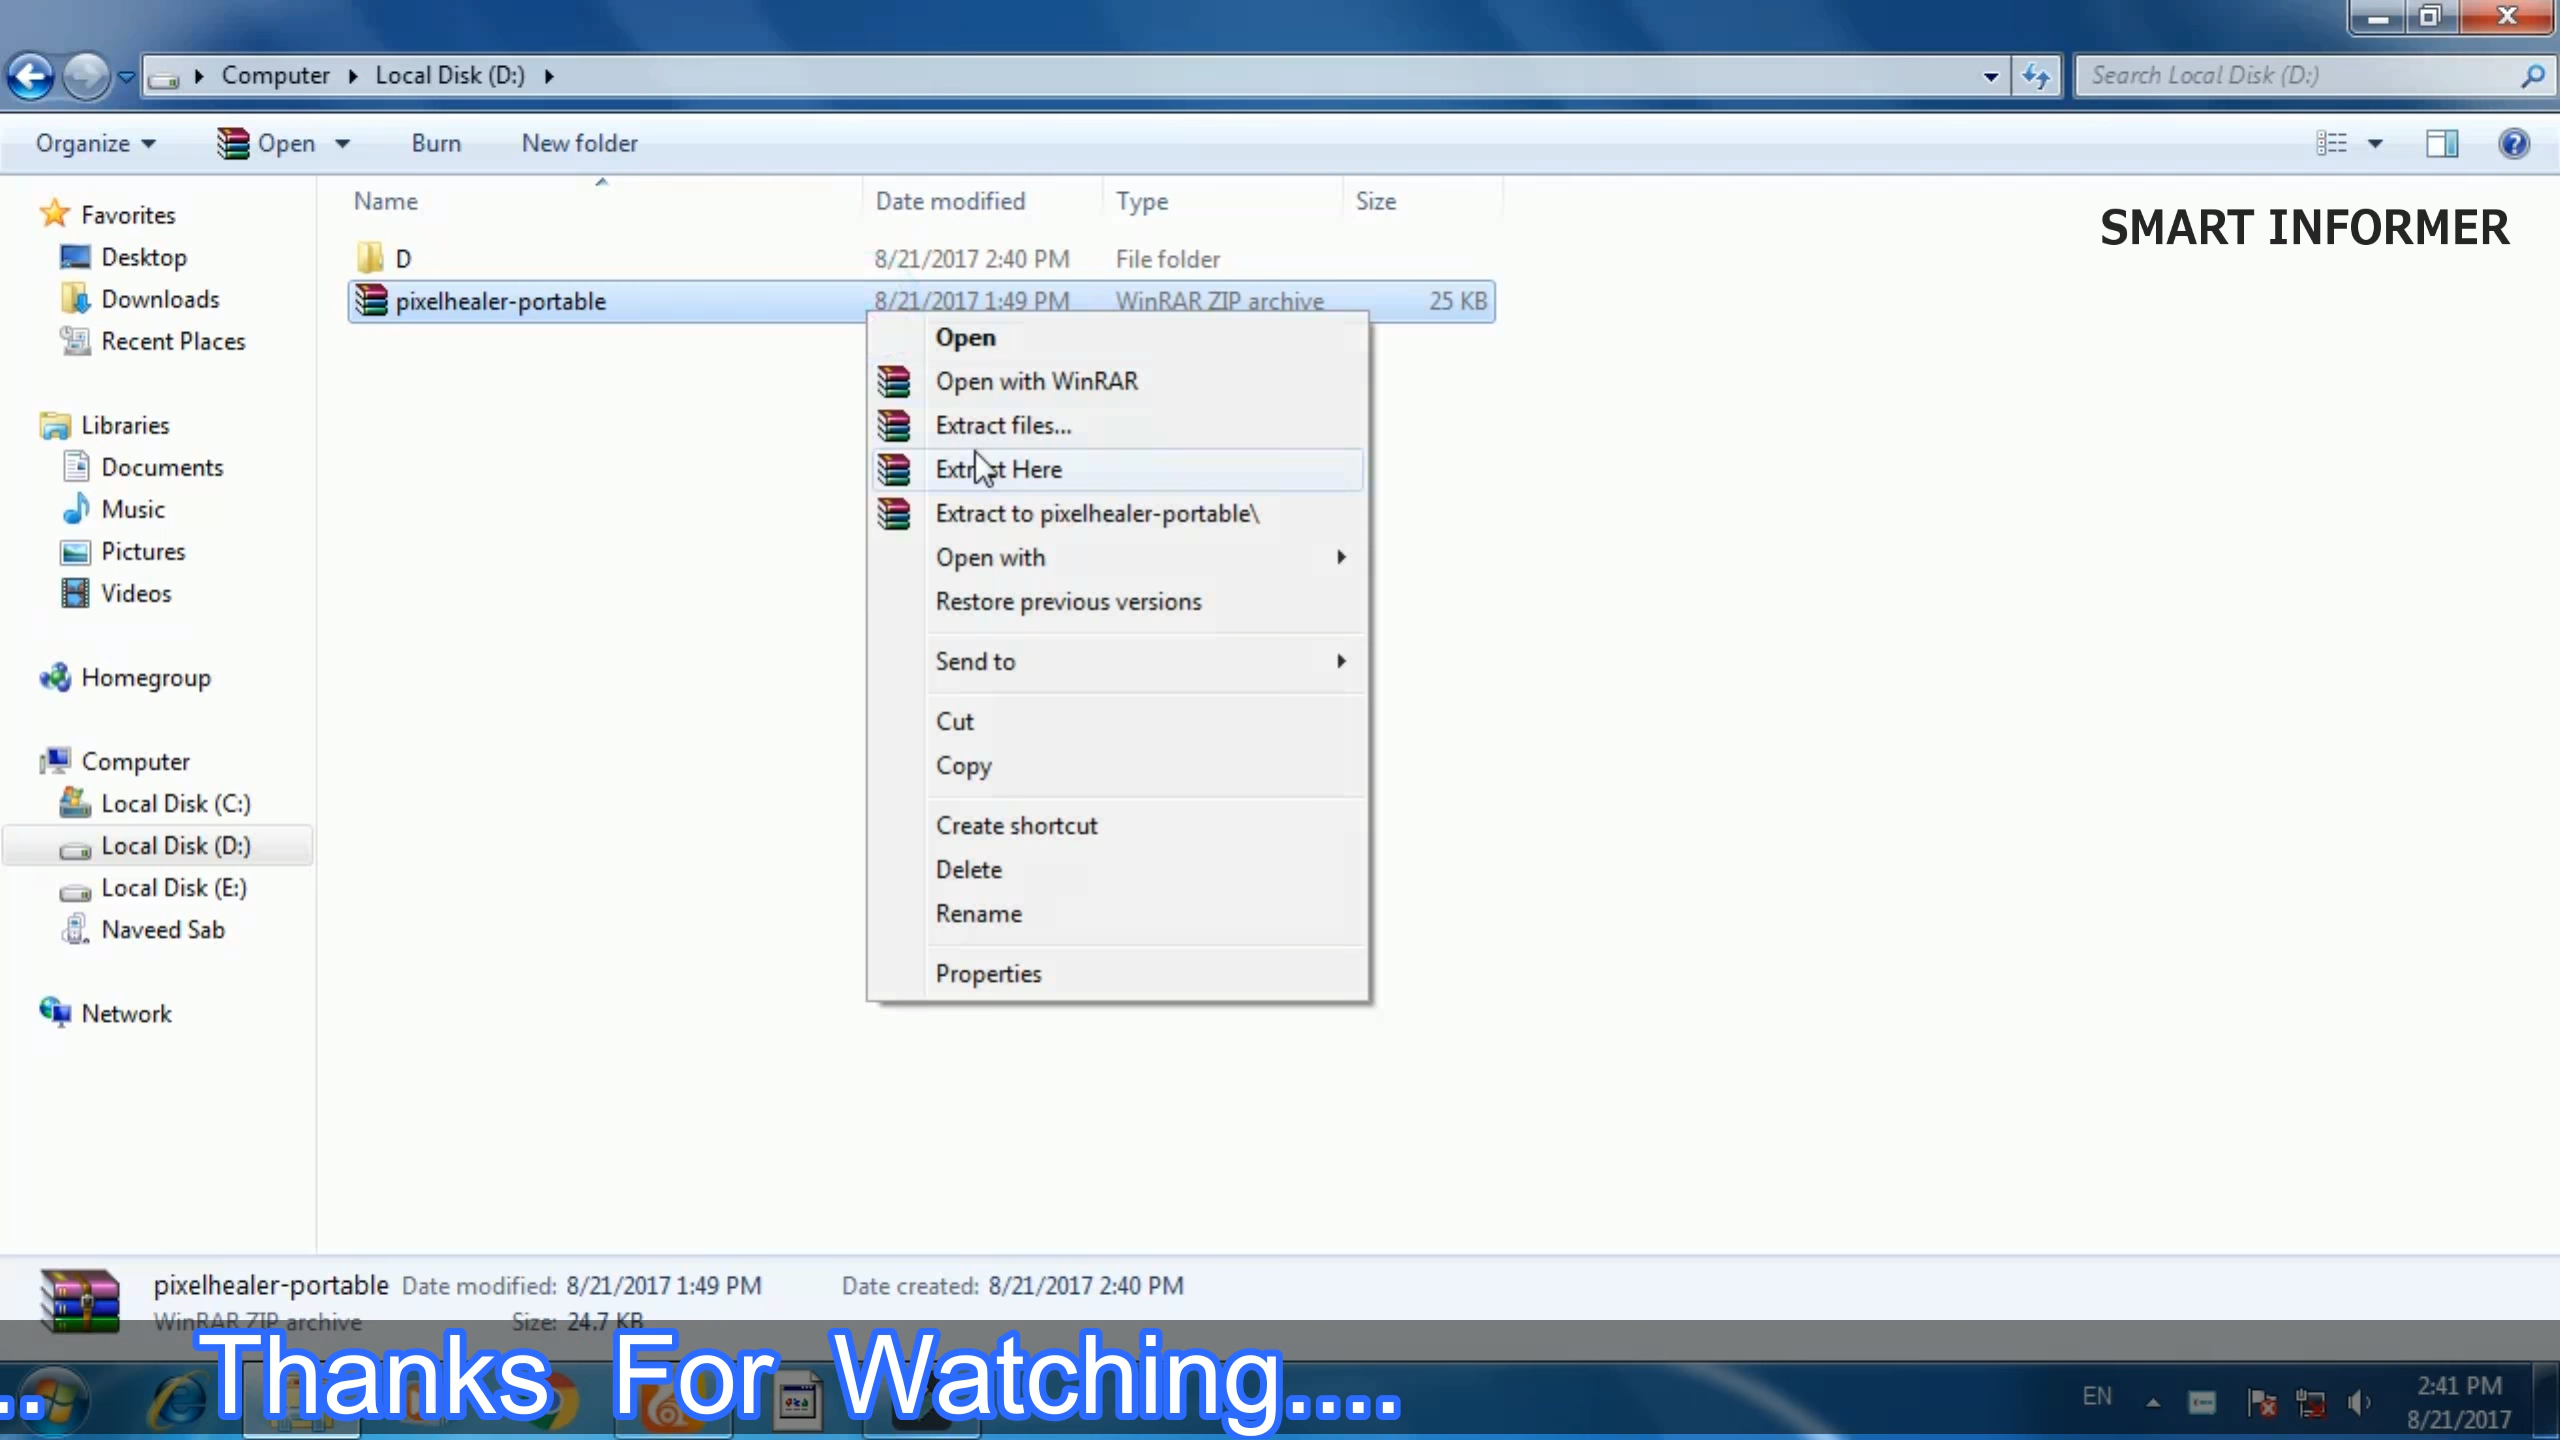 Computer Local Disk (D:)
Search Local Disk (D:)
Organize Open Burn New folder
Name Date modified Type Size
SMART INFORMER
Favorites
Desktop
Downloads
Recent Places
Libraries
Documents
Music
Pictures
Videos
Homegroup
Computer
Local Disk (C:)
Local Disk (D:)
Local Disk (E:)
Naveed Sab
Network
D 8/21/2017 2:40 PM File folder
pixelhealer-portable 8/21/2017 1:49 PM WinRAR ZIP archive 25 KB
Open
Open with WinRAR
Extract files...
Extract Here
Extract to pixelhealer-portable\
Open with
Restore previous versions
Send to
Cut
Copy
Create shortcut
Delete
Rename
Properties
pixelhealer-portable Date modified: 8/21/2017 1:49 PM Date created: 8/21/2017 2:40 PM
WinRAR ZIP archive Size: 24.7 KB
.. Thanks For Watching....
EN
2:41 PM
8/21/2017